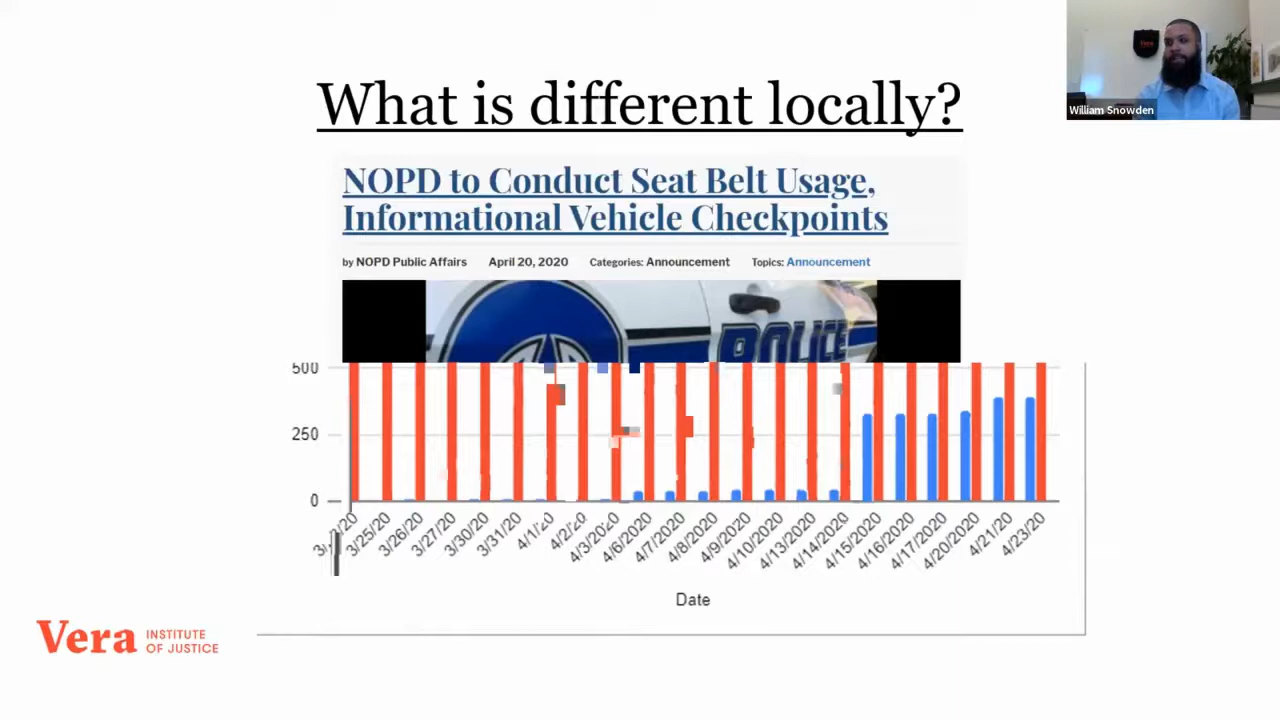 What is different locally?
William Snowden
NOPD to Conduct Seat Belt Usage,
Informational Vehicle Checkpoints
by NOPD Public Affairs April 20, 2020 Categories: Announcement Topics: Announcement
POLICE
500
250
0
3/25/20
3/26/20
3/27/20
3/30/20
3/31/20
4/3/2020
4/6/2020
4/7/2020
4/8/2020
4/9/2020
4/10/2020
4/13/2020
4/14/2020
4/15/2020
4/16/2020
4/17/2020
4/20/2020
4/21/20
4/23/20
Date
Vera INSTITUTE
OF JUSTICE